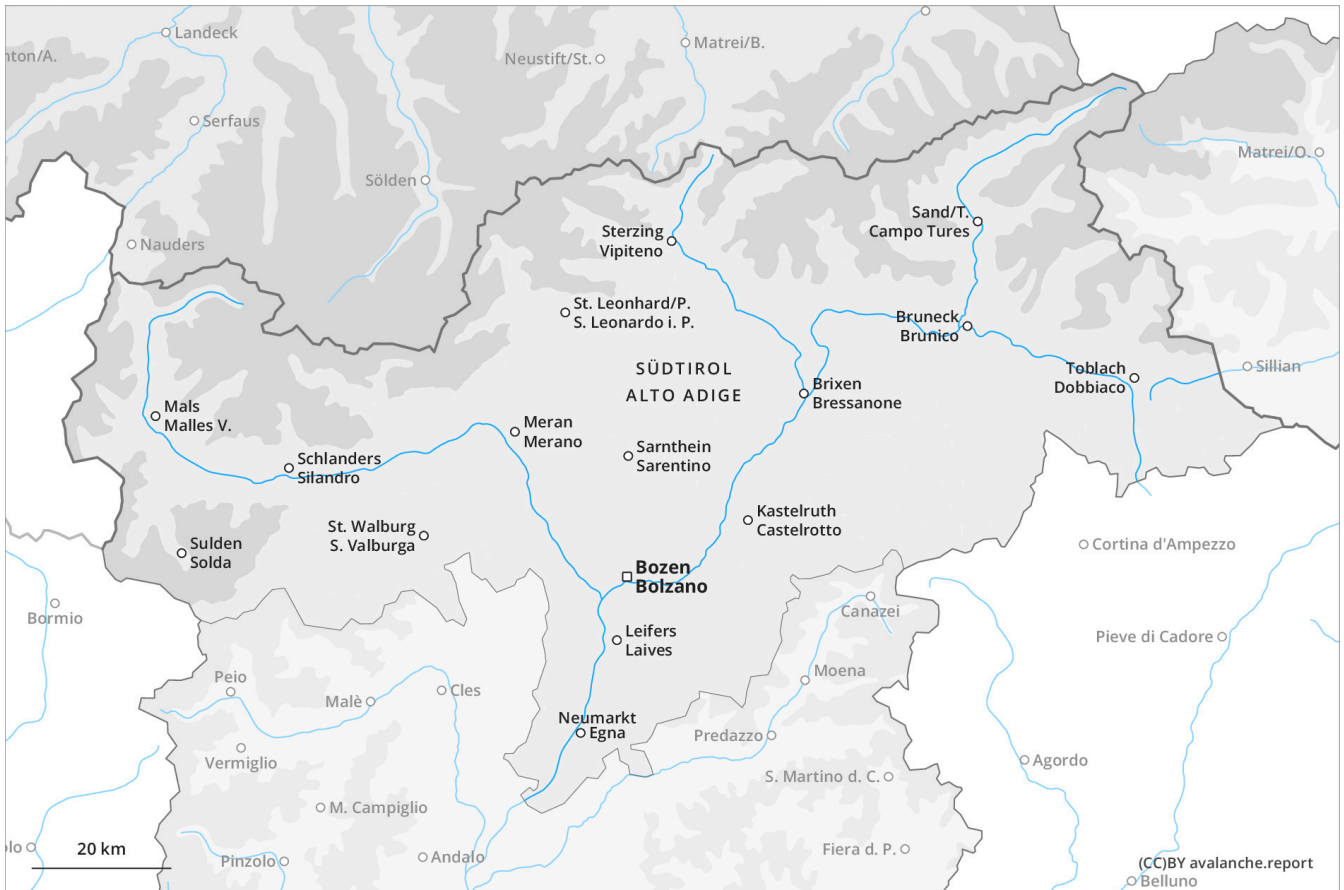 Landeck
Matrei/B.
nton/A.
Neustift/St.
Serfaus
Matrei/O.
Sölden
Sand/T.
Campo Tures
Sterzing
Vipiteno
Nauders
St. Leonhard/P.
S. Leonardo i. P.
Bruneck
Brunico
SÜDTIROL
ALTO ADIGE
Toblach
Dobbiaco
Sillian
Brixen
Bressanone
Mals
Malles V.
Meran
Merano
Sarnthein
Sarentino
Schlanders
Silandro
Kastelruth
Castelrotto
St. Walburg
S. Valburga
Sulden
Solda
Cortina d'Ampezzo
Bozen
Bolzano
Bormio
Canazei
Leifers
Laives
Pieve di Cadore
Peio
Moena
Malè
Cles
Neumarkt
Egna
Predazzo
Vermiglio
Agordo
S. Martino d. C.
M. Campiglio
20 km
olo
Pinzolo
Andalo
Fiera d. P.
(CC)BY avalanche.report
Belluno